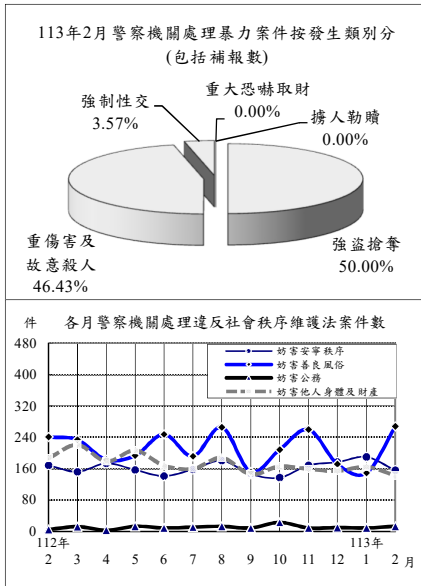 113年2月警察機關處理暴力案件按發生類別分
(包括補報數)
重大恐嚇取財
0.00%
強制性交
3.57%
擄人勒贖
0.00%
重傷害及
故意殺人
46.43%
強盜搶奪
50.00%
件 各月警察機關處理違反社會秩序維護法案件數
480
400
320
240
160
80
0
妨害安寧秩序
妨害善良風俗
妨害公務
妨害他人身體及財產
112年 113年
2 3 4 5 6 7 8 9 10 11 12 1 2 月